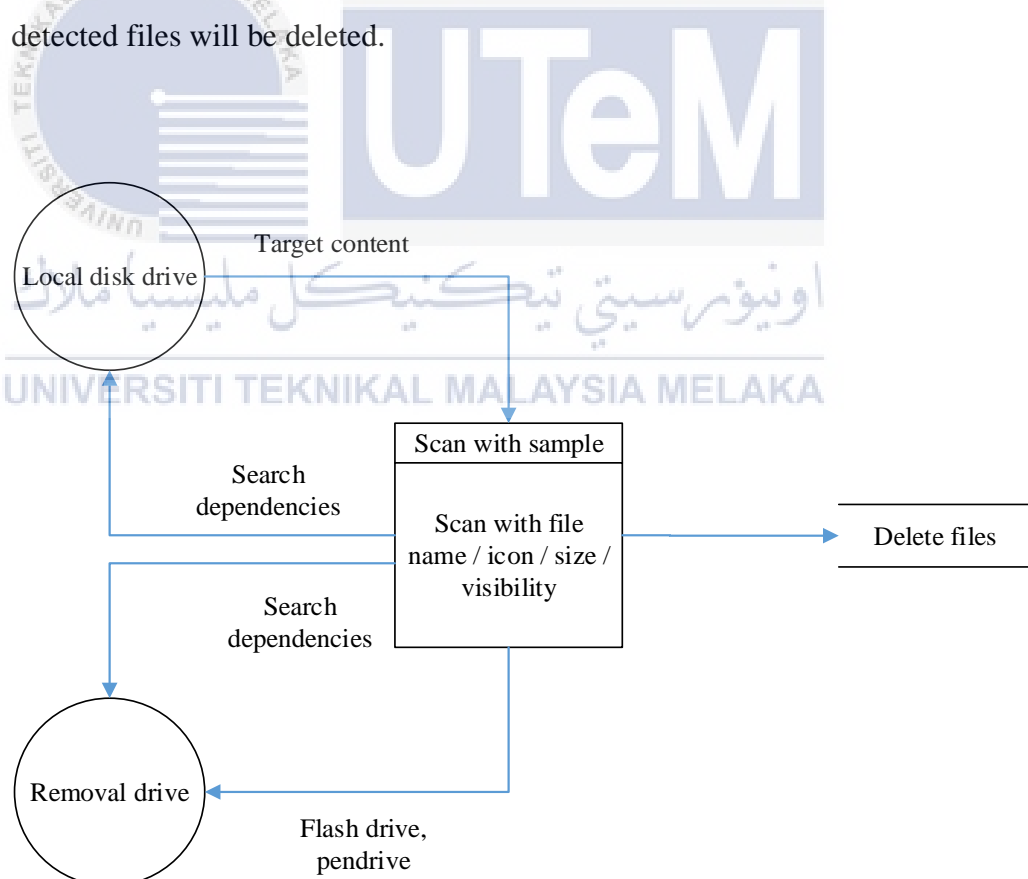 detected files will be deleted.
UTeM
Target content
Local disk drive
اونيۏرسيتي تيكنيكل مليسيا ملاك
UNIVERSITI TEKNIKAL MALAYSIA MELAKA
Scan with sample
Search
dependencies
Scan with file
name / icon / size /
visibility
Delete files
Search
dependencies
Removal drive
Flash drive,
pendrive